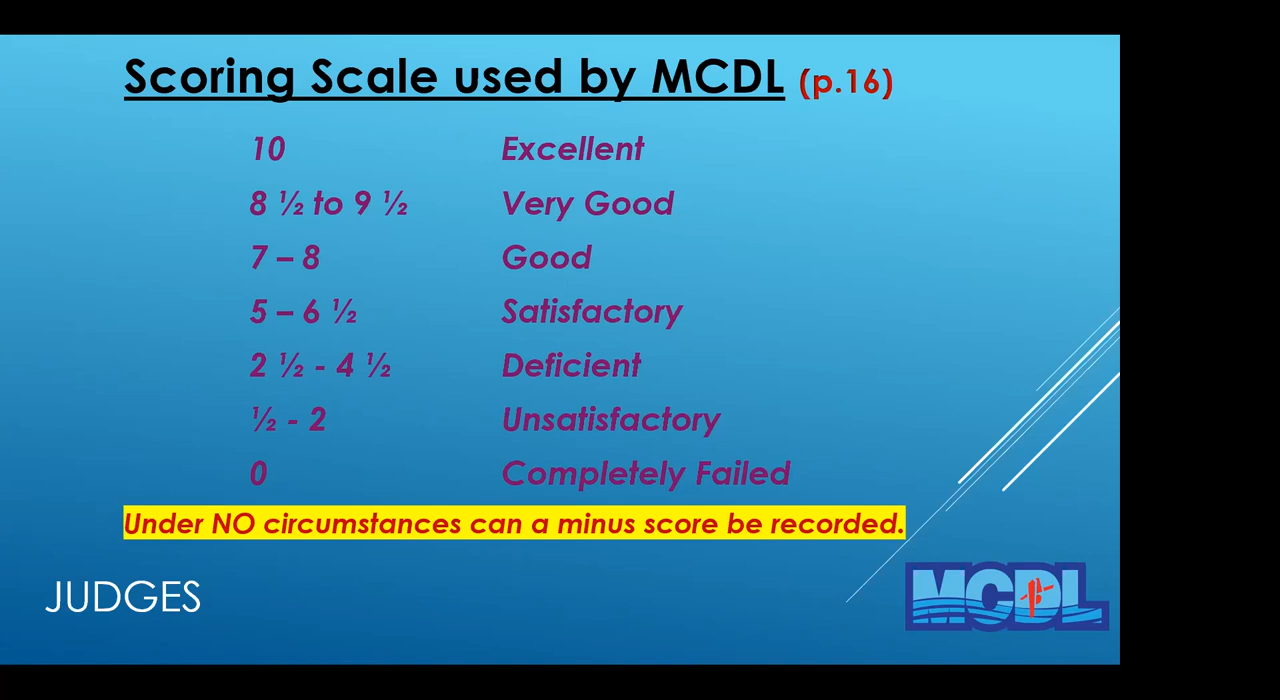 Scoring Scale used by MCDL (p.16)
10 Excellent
8 ½ to 9 ½ Very Good
7 – 8 Good
5 – 6 ½ Satisfactory
2 ½ - 4 ½ Deficient
½ - 2 Unsatisfactory
0 Completely Failed
Under NO circumstances can a minus score be recorded.
JUDGES
MCDL